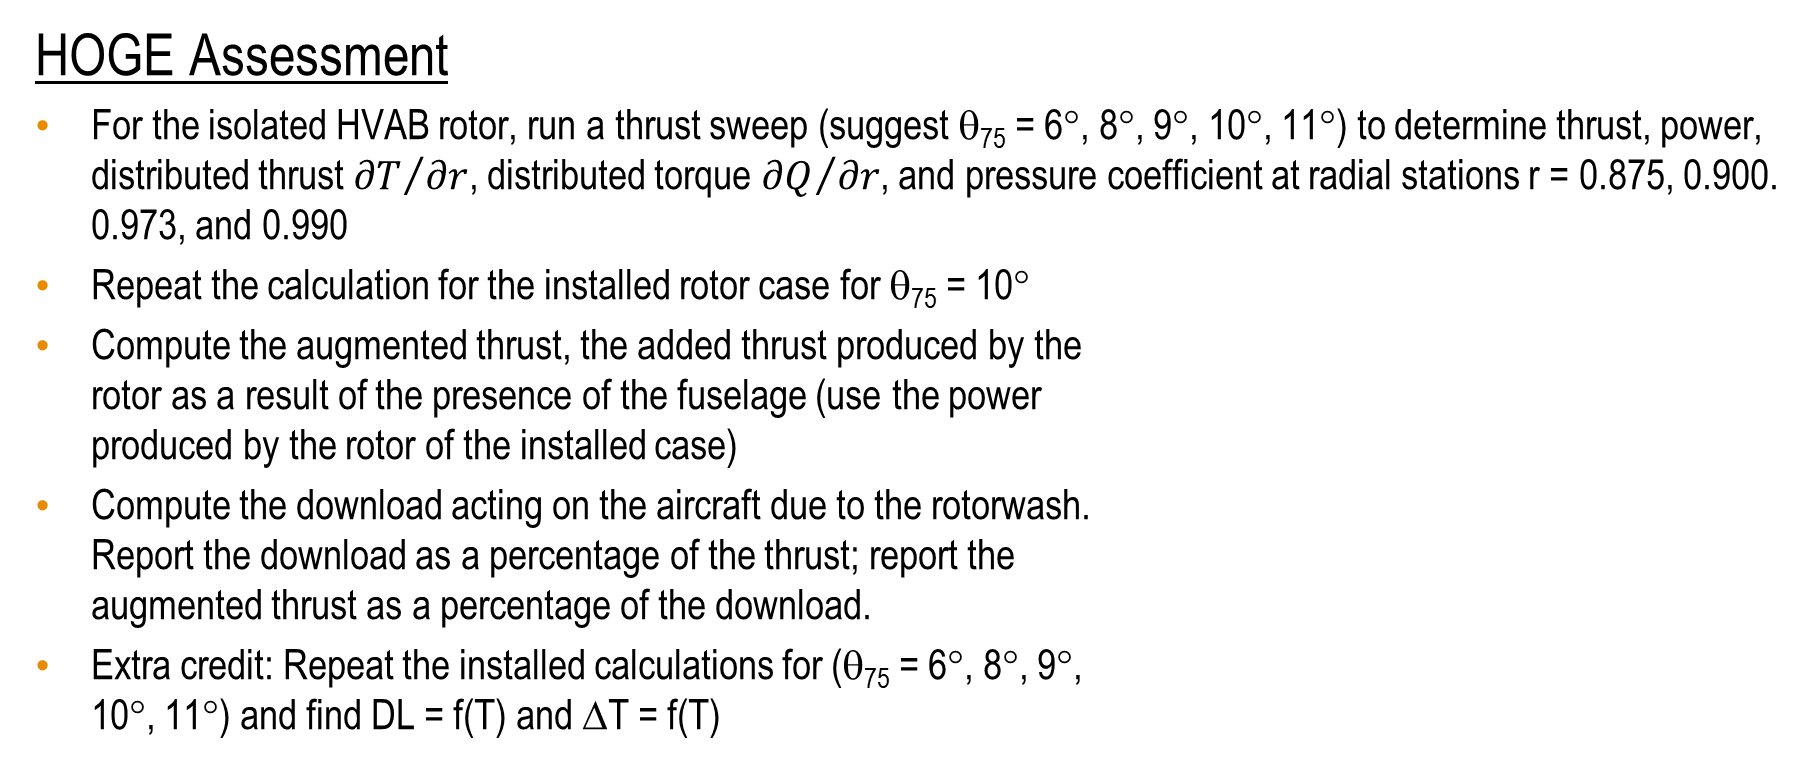 HOGE Assessment
• For the isolated HVAB rotor, run a thrust sweep (suggest θ₇₅ = 6°, 8°, 9°, 10°, 11°) to determine thrust, power,
distributed thrust ∂T/∂r, distributed torque ∂Q/∂r, and pressure coefficient at radial stations r = 0.875, 0.900.
0.973, and 0.990
• Repeat the calculation for the installed rotor case for θ₇₅ = 10°
• Compute the augmented thrust, the added thrust produced by the
rotor as a result of the presence of the fuselage (use the power
produced by the rotor of the installed case)
• Compute the download acting on the aircraft due to the rotorwash.
Report the download as a percentage of the thrust; report the
augmented thrust as a percentage of the download.
• Extra credit: Repeat the installed calculations for (θ₇₅ = 6°, 8°, 9°,
10°, 11°) and find DL = f(T) and ΔT = f(T)